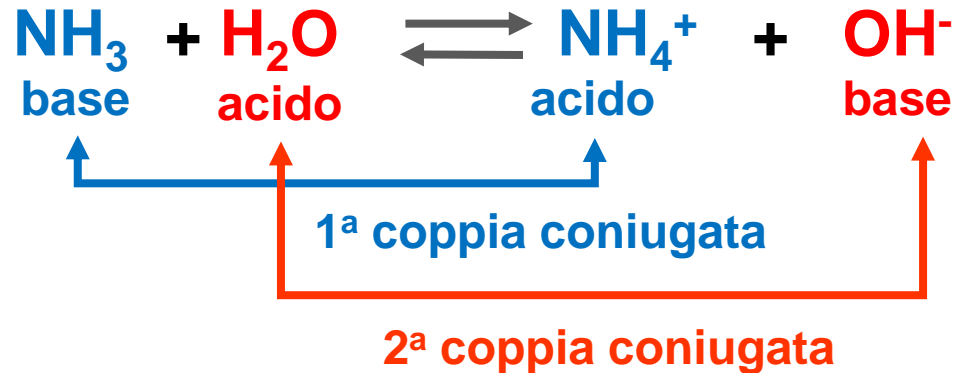 NH₃ + H₂O ⇌ NH₄⁺ + OH⁻
base acido acido base
1ª coppia coniugata
2ª coppia coniugata